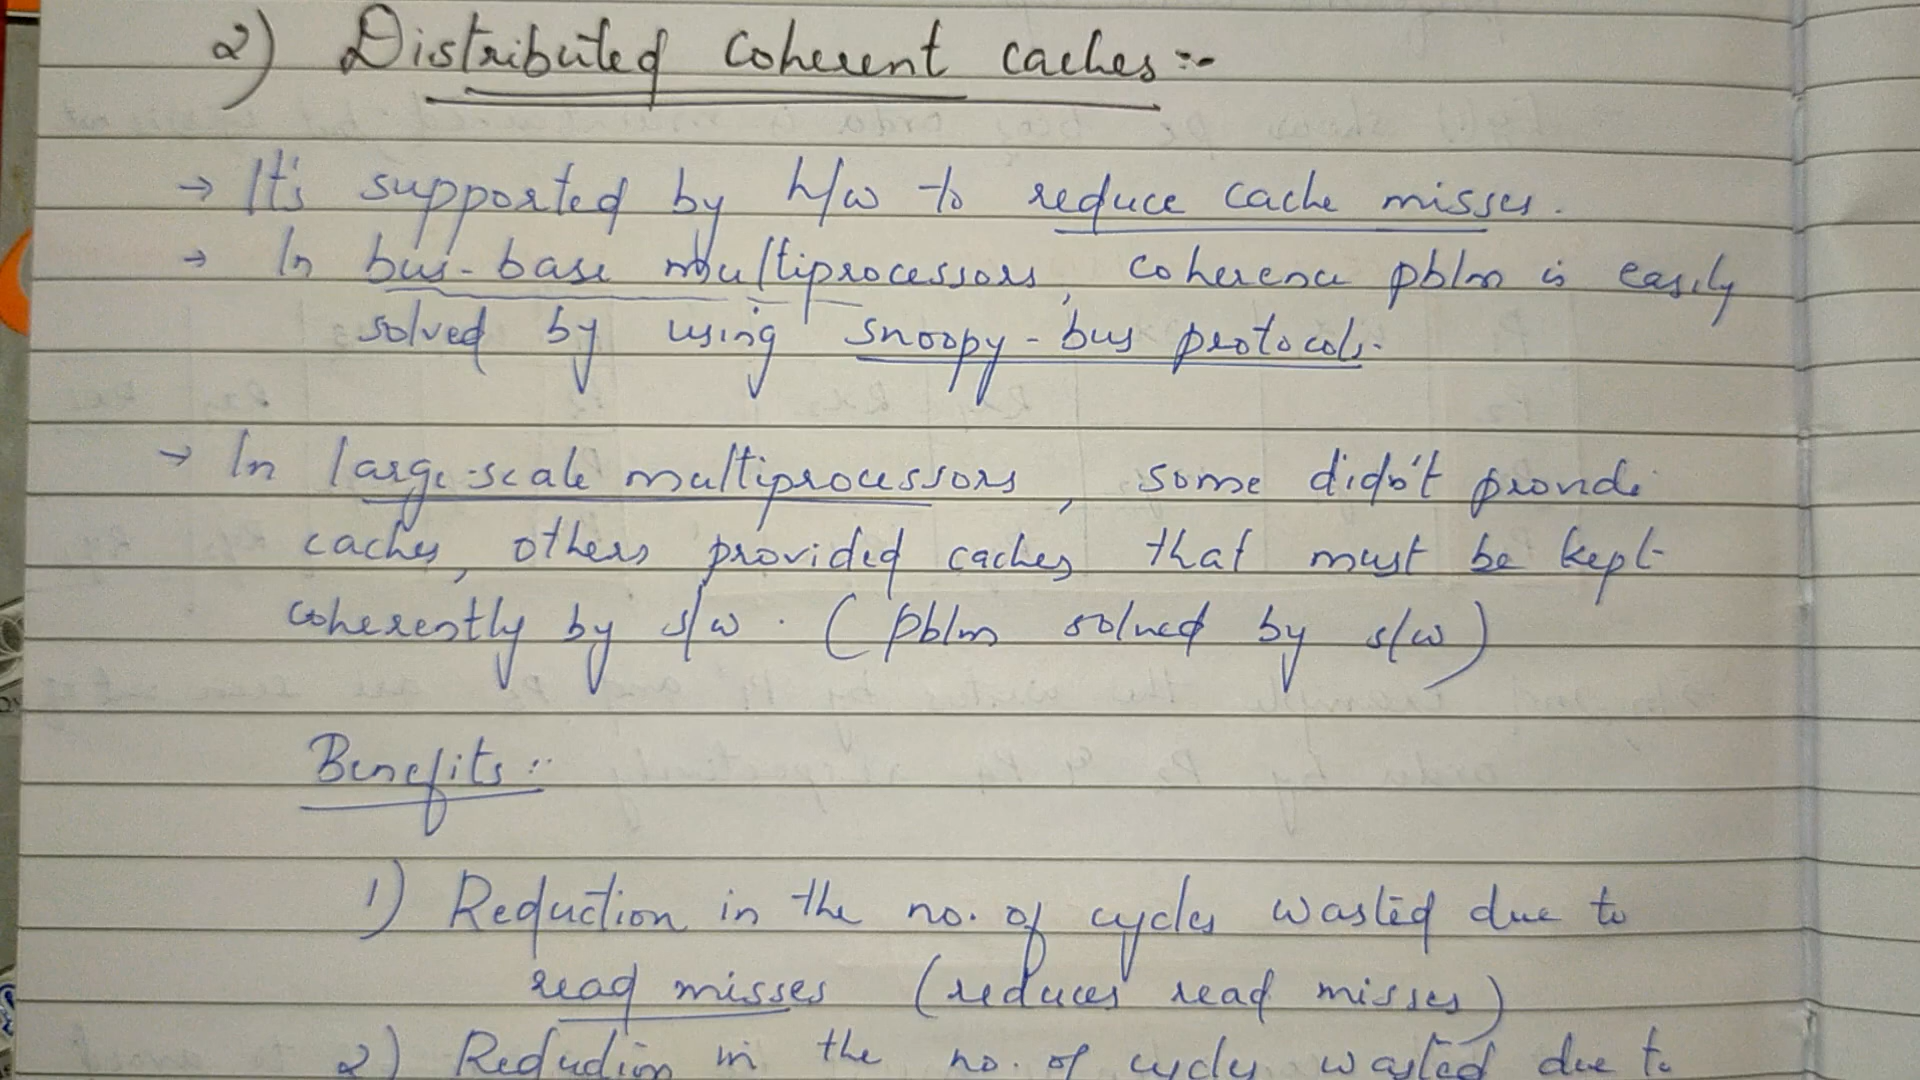 2) Distributed Coherent caches :-
→ It's supported by h/w to reduce cache misses.
→ In bus-base multiprocessors, coherence pblm is easily
solved by using snoopy-bus protocols.
→ In large-scale multiprocessors, some didn't provide
caches, others provided caches that must be kept
coherently by s/w. (pblm solved by s/w)
Benefits :-
1) Reduction in the no. of cycles wasted due to
read misses (reduces read misses)
2) Reduction in the no. of cycles wasted due to